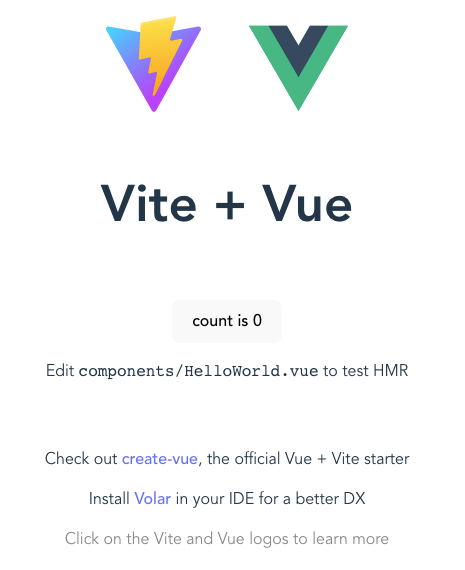 Vite + Vue
count is 0
Edit components/HelloWorld.vue to test HMR
Check out create-vue, the official Vue + Vite starter
Install Volar in your IDE for a better DX
Click on the Vite and Vue logos to learn more